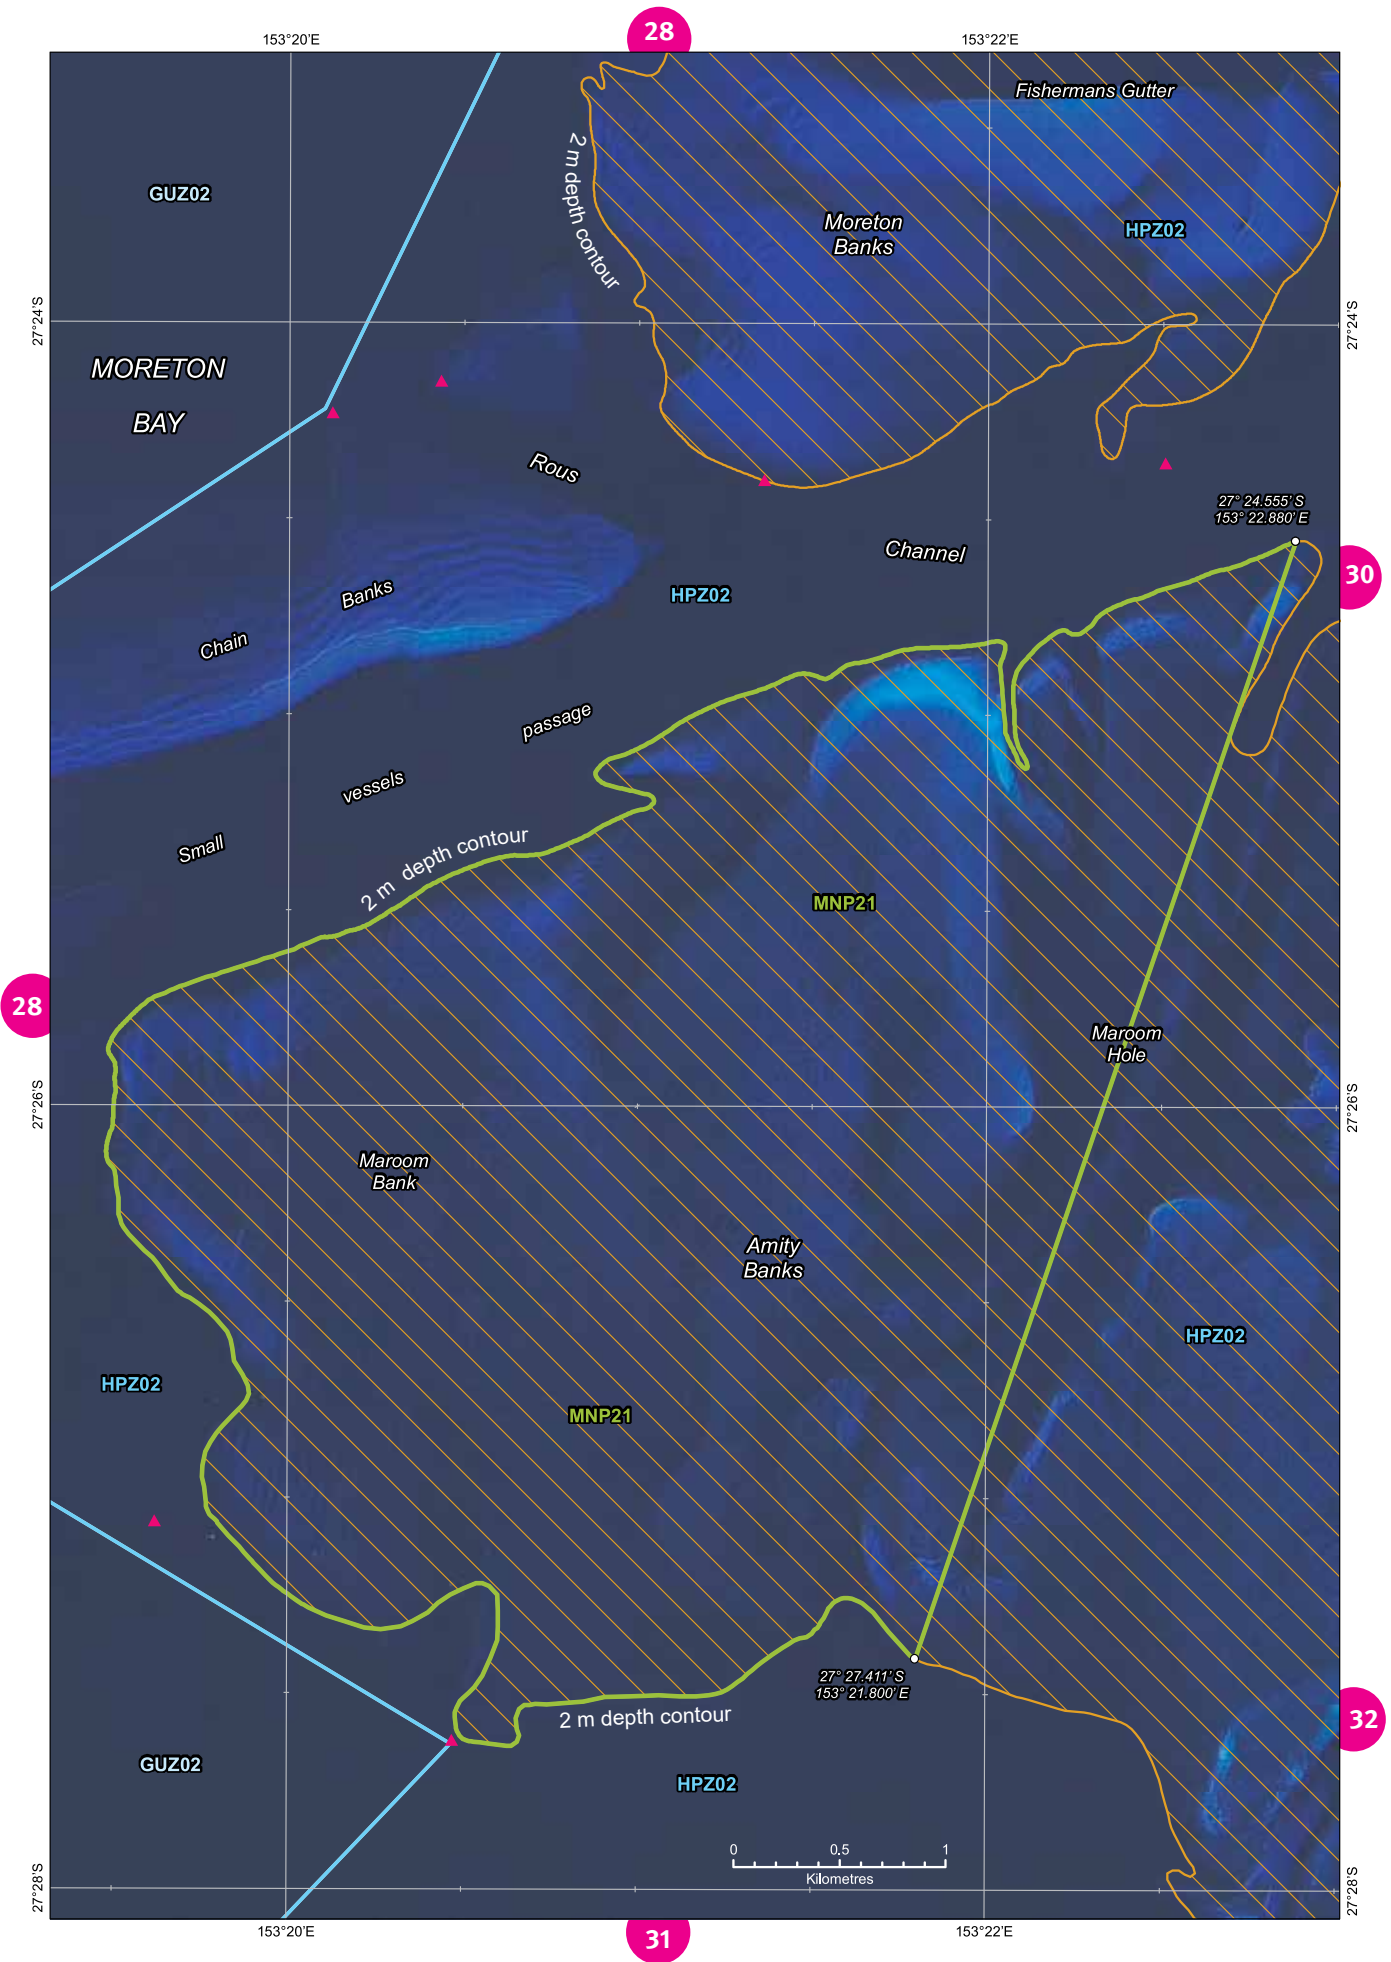 28
153°20'E
153°22'E
Fishermans Gutter
2 m depth contour
GUZ02
Moreton
Banks
HPZ02
27°24'S
27°24'S
MORETON
BAY
Rous
27° 24.555' S
153° 22.880' E
Channel
30
Banks
HPZ02
Chain
passage
vessels
Small
2 m depth contour
MNP21
28
Maroom
Hole
27°26'S
27°26'S
Maroom
Bank
Amity
Banks
HPZ02
HPZ02
MNP21
27° 27.411' S
153° 21.800' E
2 m depth contour
32
GUZ02
HPZ02
0 0.5 1
Kilometres
27°28'S
27°28'S
153°20'E
153°22'E
31